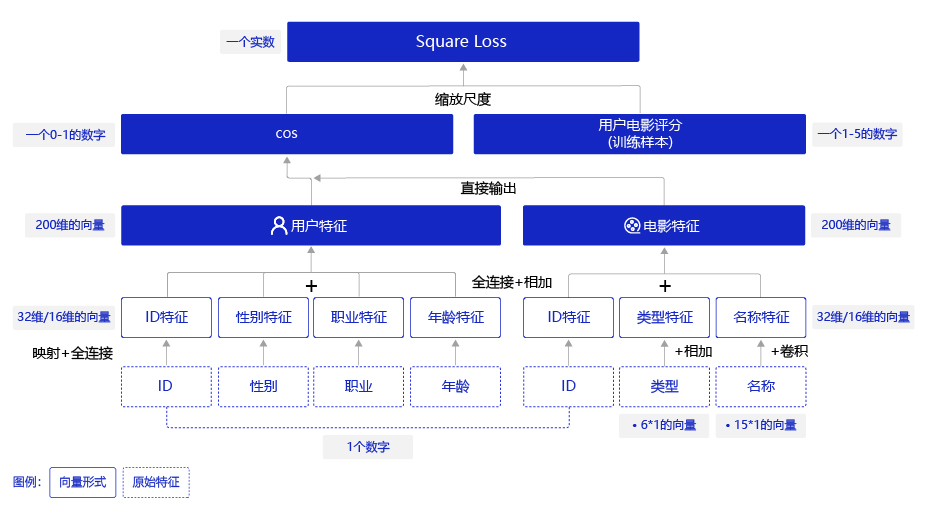 一个实数
Square Loss
缩放尺度
一个0-1的数字
cos
用户电影评分
(训练样本)
一个1-5的数字
直接输出
200维的向量
用户特征
电影特征
200维的向量
+
全连接+相加
+
32维/16维的向量
ID特征
性别特征
职业特征
年龄特征
ID特征
类型特征
名称特征
32维/16维的向量
映射+全连接
+相加
+卷积
ID
性别
职业
年龄
ID
类型
名称
• 6*1的向量
• 15*1的向量
1个数字
图例：
向量形式
原始特征